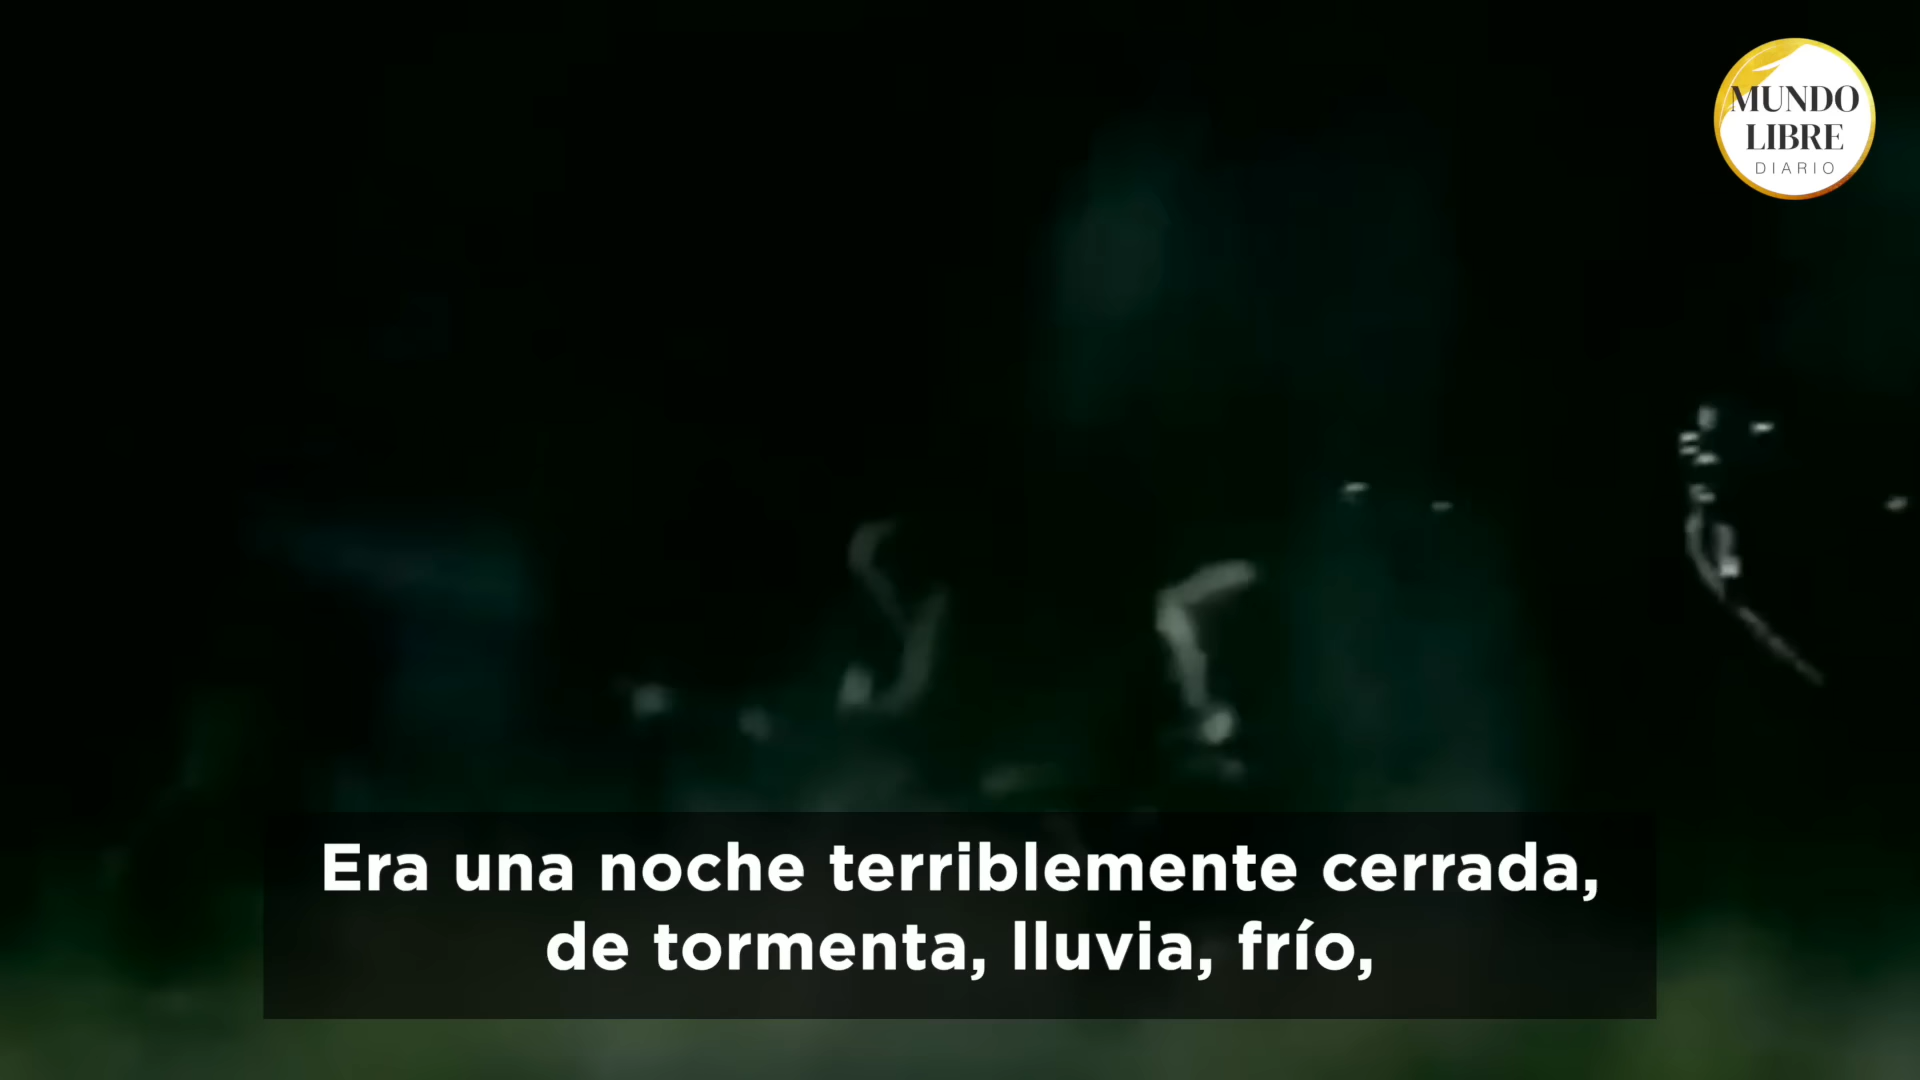 MUNDO
LIBRE
DIARIO
Era una noche terriblemente cerrada,
de tormenta, lluvia, frío,